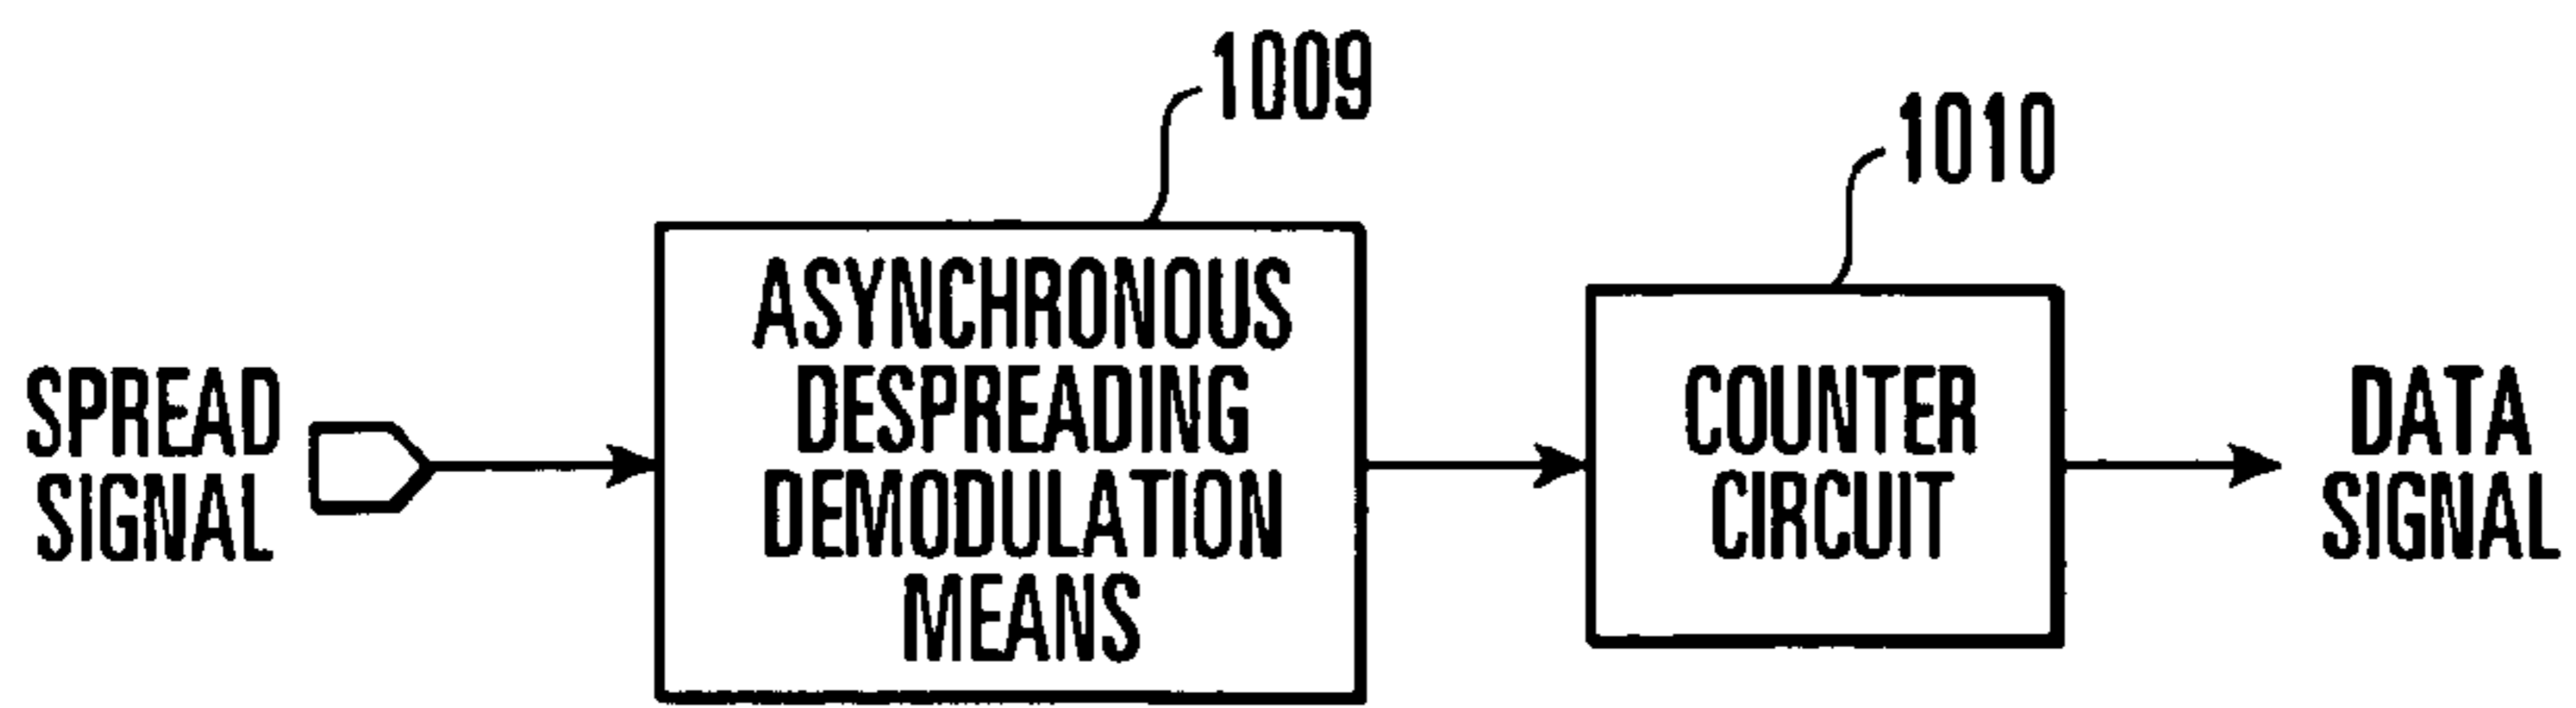 1009
1010
SPREAD
SIGNAL
ASYNCHRONOUS
DESPREADING
DEMODULATION
MEANS
COUNTER
CIRCUIT
DATA
SIGNAL